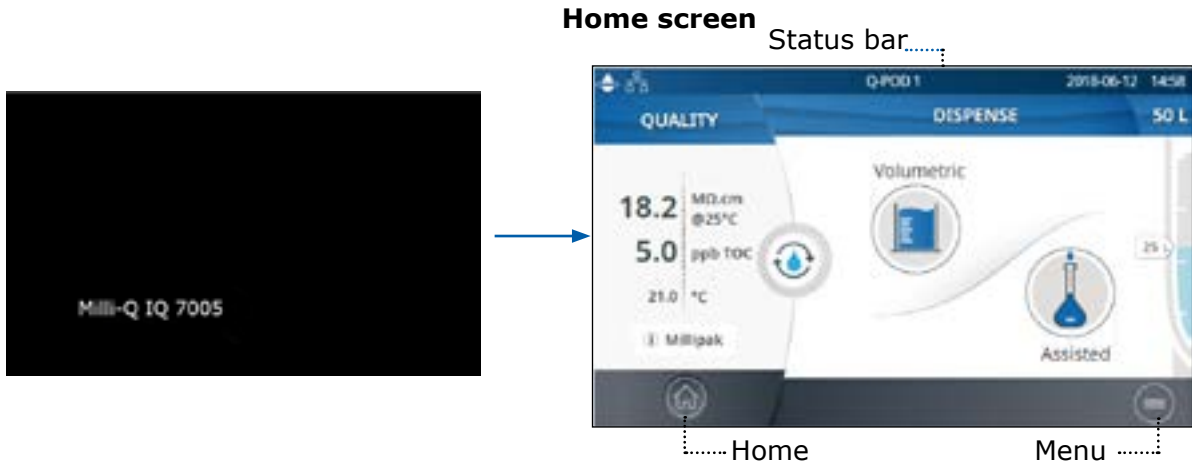 Home screen
Status bar
Milli-Q IQ 7005
Q-POD 1 2018-06-12 14:58
QUALITY DISPENSE 50 L
Volumetric
18.2 MΩ.cm @25°C
5.0 ppb TOC
25 L
21.0 °C
Millipak
Assisted
Home Menu